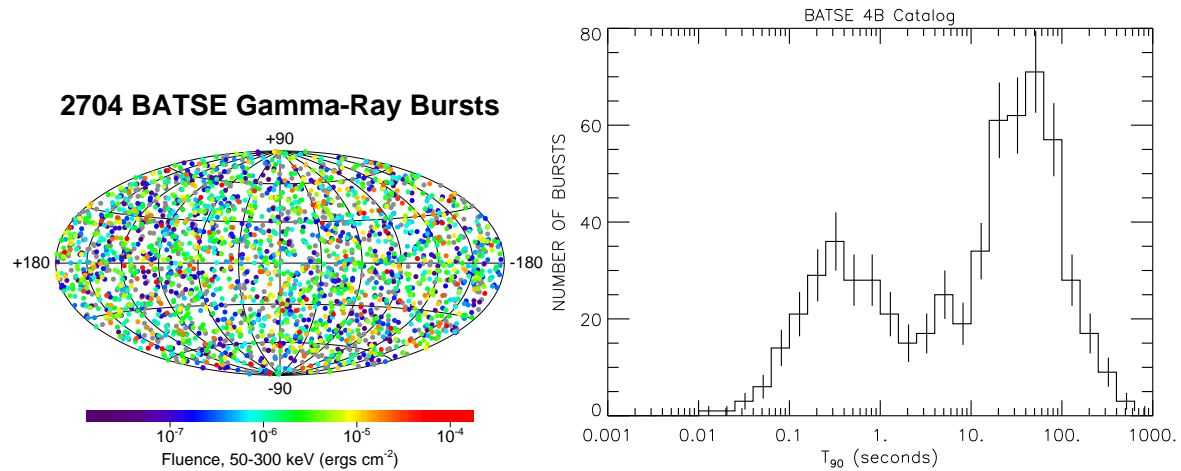 2704 BATSE Gamma-Ray Bursts
+90
+180
-180
-90
10^-7 10^-6 10^-5 10^-4
Fluence, 50-300 keV (ergs cm^-2)
BATSE 4B Catalog
NUMBER OF BURSTS
80
60
40
20
0
0.001 0.01 0.1 1. 10. 100. 1000.
T90 (seconds)